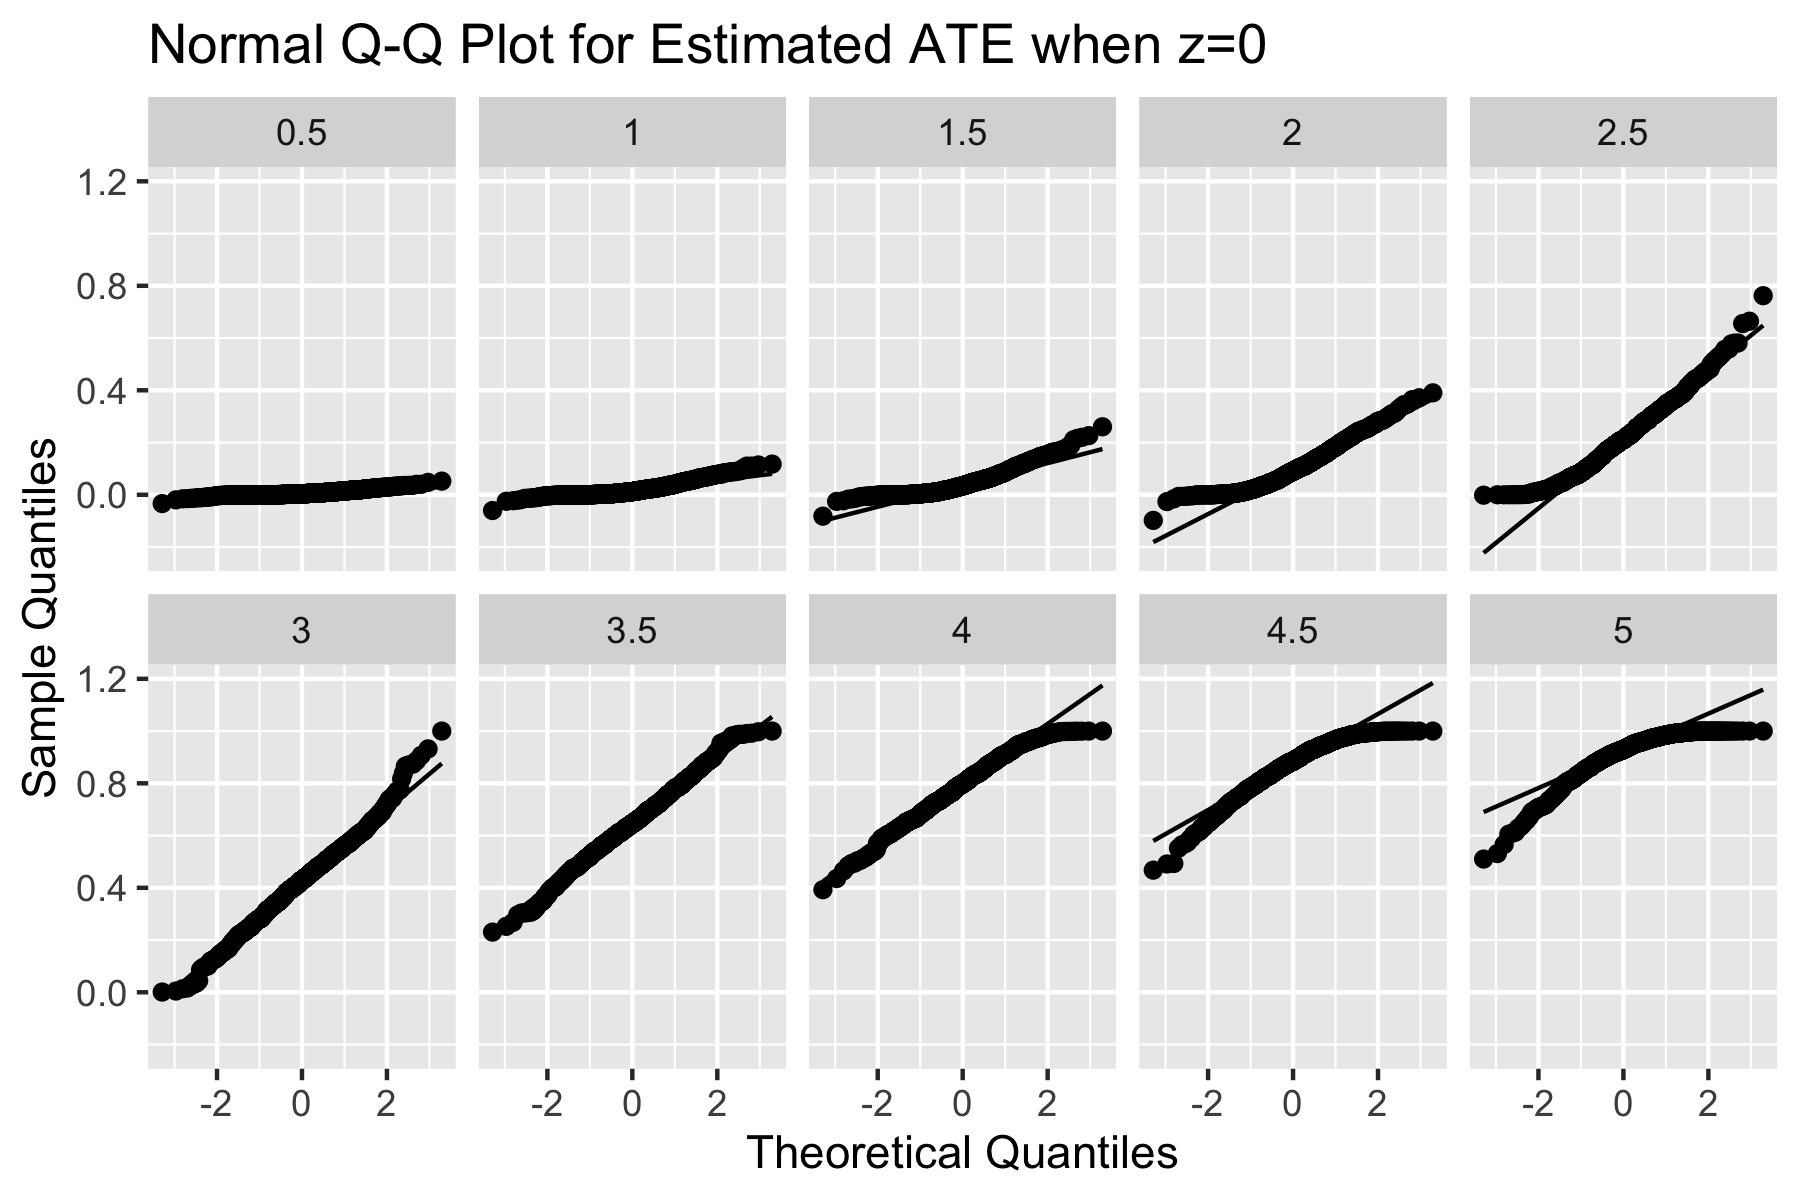 Normal Q-Q Plot for Estimated ATE when z=0
0.5 1 1.5 2 2.5
1.2
0.8
0.4
0.0
3 3.5 4 4.5 5
1.2
0.8
0.4
0.0
-2 0 2 -2 0 2 -2 0 2 -2 0 2 -2 0 2
Theoretical Quantiles
Sample Quantiles